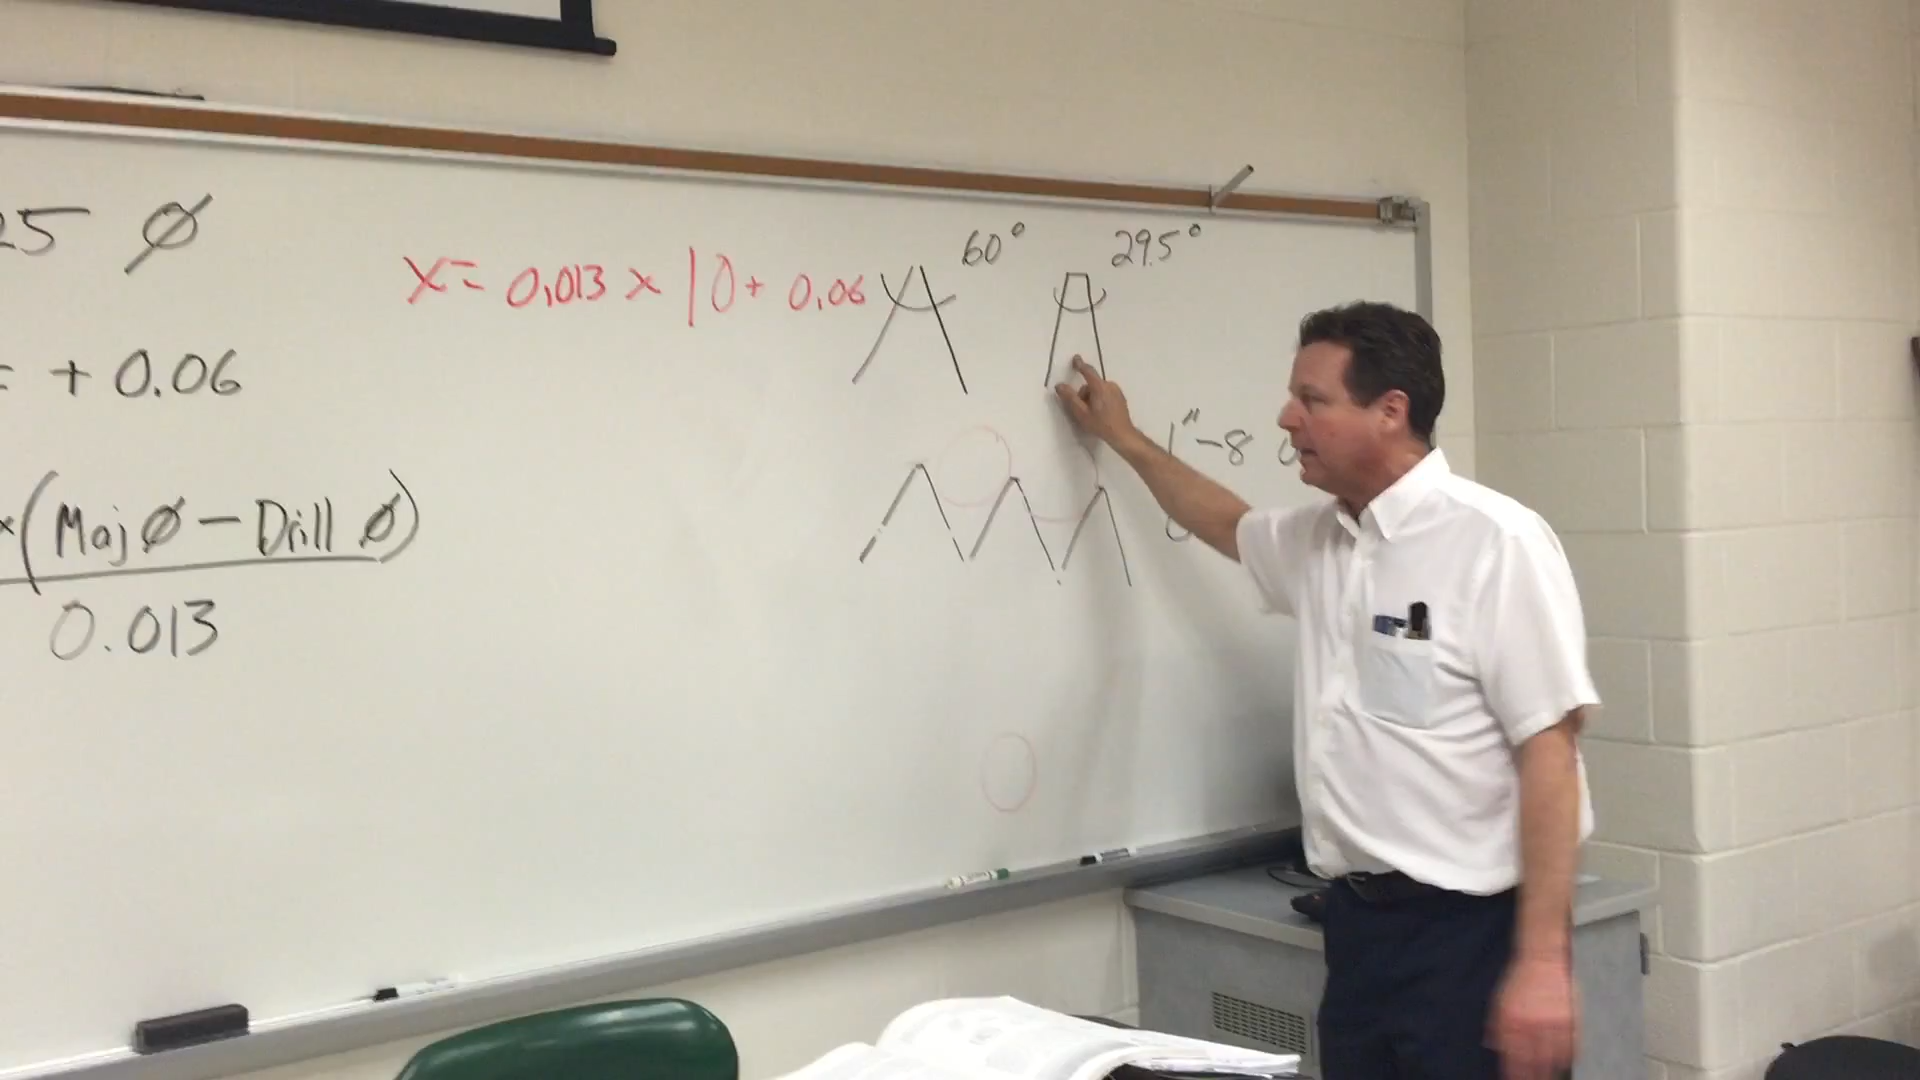 25 Ø
= + 0.06
×(Maj Ø − Drill Ø)
0.013
x = 0.013 x 10 + 0.06
60°
29.5°
1"-8